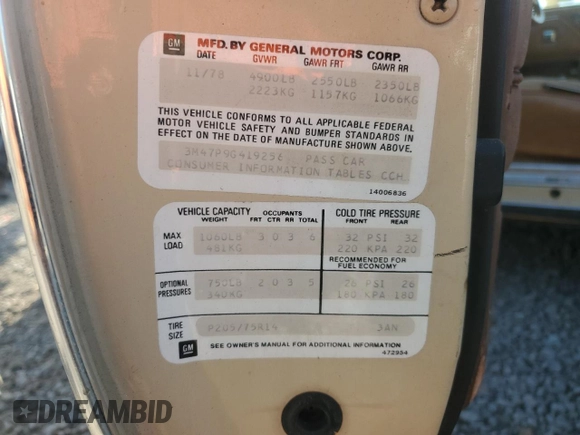 GM MFD. BY GENERAL MOTORS CORP.
DATE GVWR GAWR FRT GAWR RR
11/78 4900LB 2550LB 2350LB
2223KG 1157KG 1066KG
THIS VEHICLE CONFORMS TO ALL APPLICABLE FEDERAL
MOTOR VEHICLE SAFETY AND BUMPER STANDARDS IN
EFFECT ON THE DATE OF MANUFACTURE SHOWN ABOVE.
3M47P9G419256 PASS CAR
CONSUMER INFORMATION TABLES CCH
14006836
VEHICLE CAPACITY OCCUPANTS COLD TIRE PRESSURE
WEIGHT FRT CTR RR TOTAL FRONT REAR
MAX LOAD 1060LB 3 0 3 6 32 PSI 32
481KG 220 KPA 220
RECOMMENDED FOR
FUEL ECONOMY
OPTIONAL PRESSURES 750LB 2 0 3 5 26 PSI 26
340KG 180 KPA 180
TIRE SIZE P205/75R14 3AN
GM SEE OWNER'S MANUAL FOR ADDITIONAL INFORMATION
472954
DREAMBID